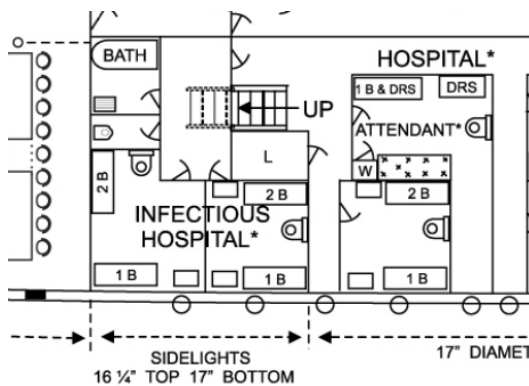 BATH
HOSPITAL*
1 B & DRS
DRS
UP
ATTENDANT*
L
W
2 B
2 B
2 B
INFECTIOUS
HOSPITAL*
1 B
1 B
1 B
SIDELIGHTS
16 ¼" TOP 17" BOTTOM
17" DIAMET